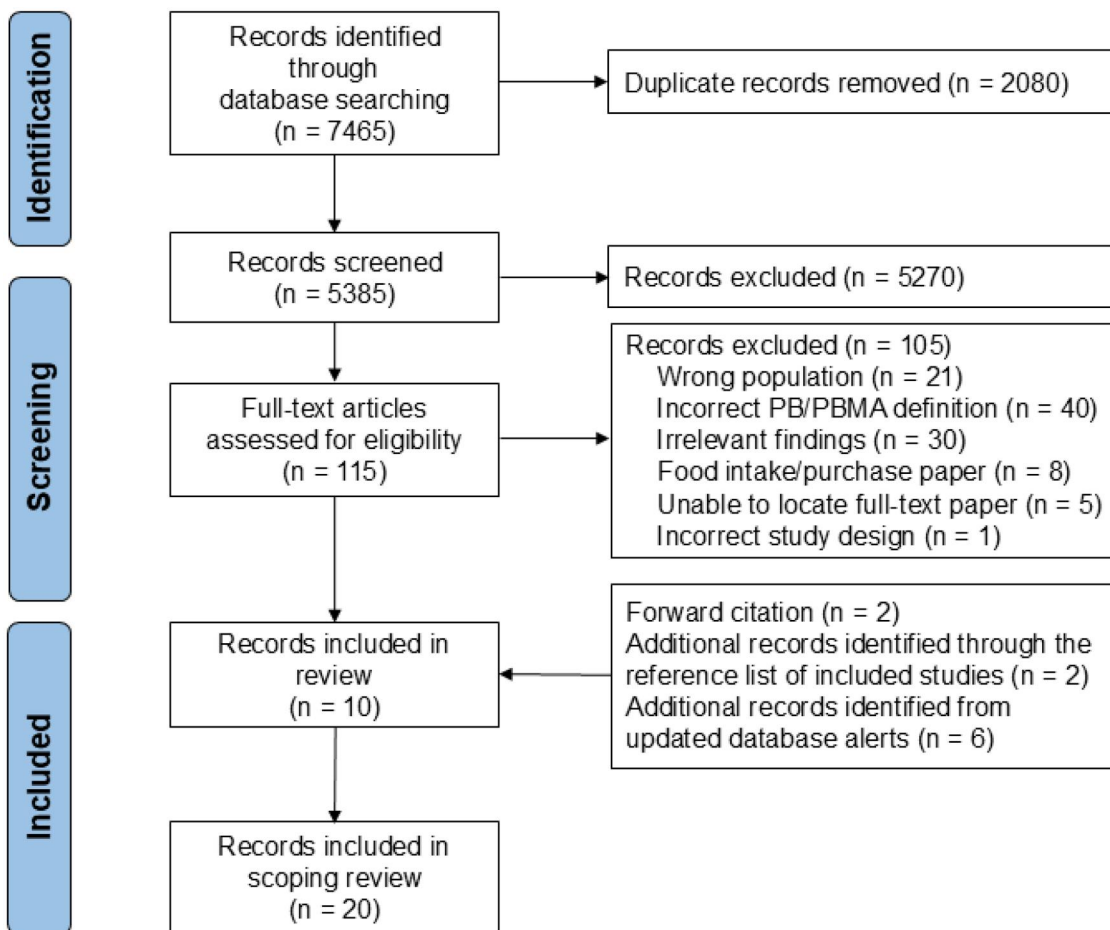 Identification
Records identified
through
database searching
(n = 7465)
Duplicate records removed (n = 2080)
Screening
Records screened
(n = 5385)
Records excluded (n = 5270)
Full-text articles
assessed for eligibility
(n = 115)
Records excluded (n = 105)
Wrong population (n = 21)
Incorrect PB/PBMA definition (n = 40)
Irrelevant findings (n = 30)
Food intake/purchase paper (n = 8)
Unable to locate full-text paper (n = 5)
Incorrect study design (n = 1)
Included
Records included in
review
(n = 10)
Forward citation (n = 2)
Additional records identified through the
reference list of included studies (n = 2)
Additional records identified from
updated database alerts (n = 6)
Records included in
scoping review
(n = 20)